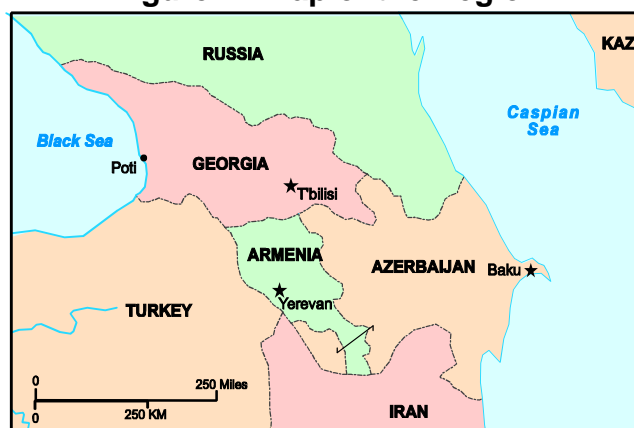 RUSSIA
KAZ
Caspian
Sea
Black Sea
Poti
GEORGIA
T'bilisi
ARMENIA
AZERBAIJAN
Baku
Yerevan
TURKEY
0
250 Miles
0
250 KM
IRAN